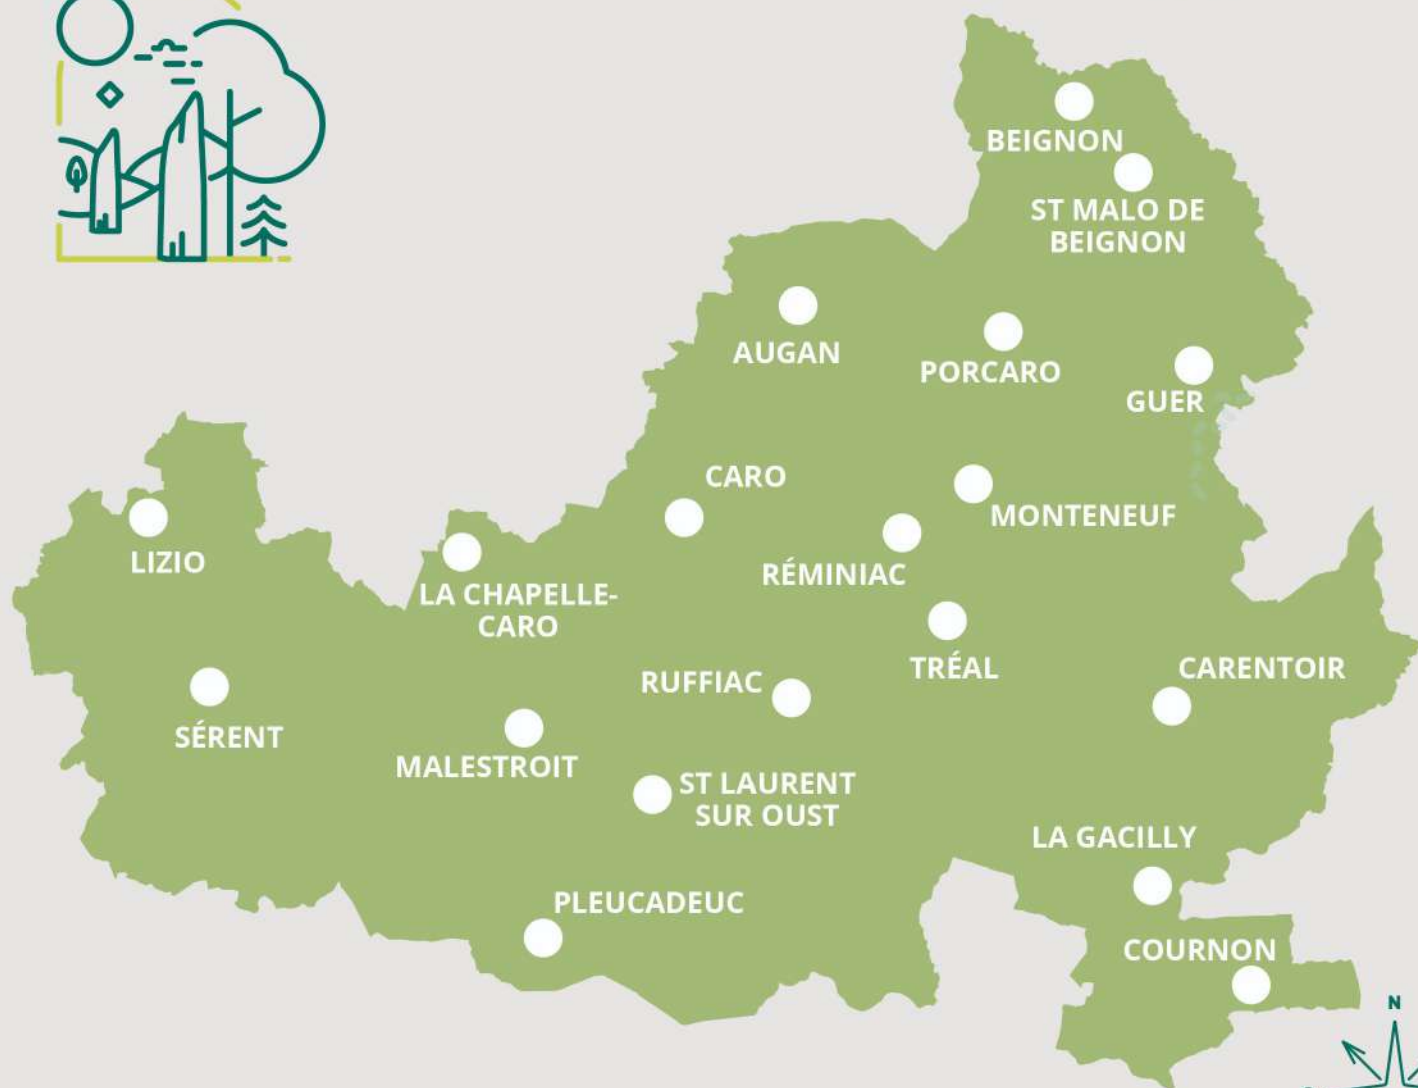 BEIGNON
ST MALO DE
BEIGNON
AUGAN
PORCARO
GUER
CARO
MONTENEUF
LIZIO
RÉMINIAC
LA CHAPELLE-
CARO
TRÉAL
CARENTOIR
RUFFIAC
SÉRENT
MALESTROIT
ST LAURENT
SUR OUST
LA GACILLY
PLEUCADEUC
COURNON
N